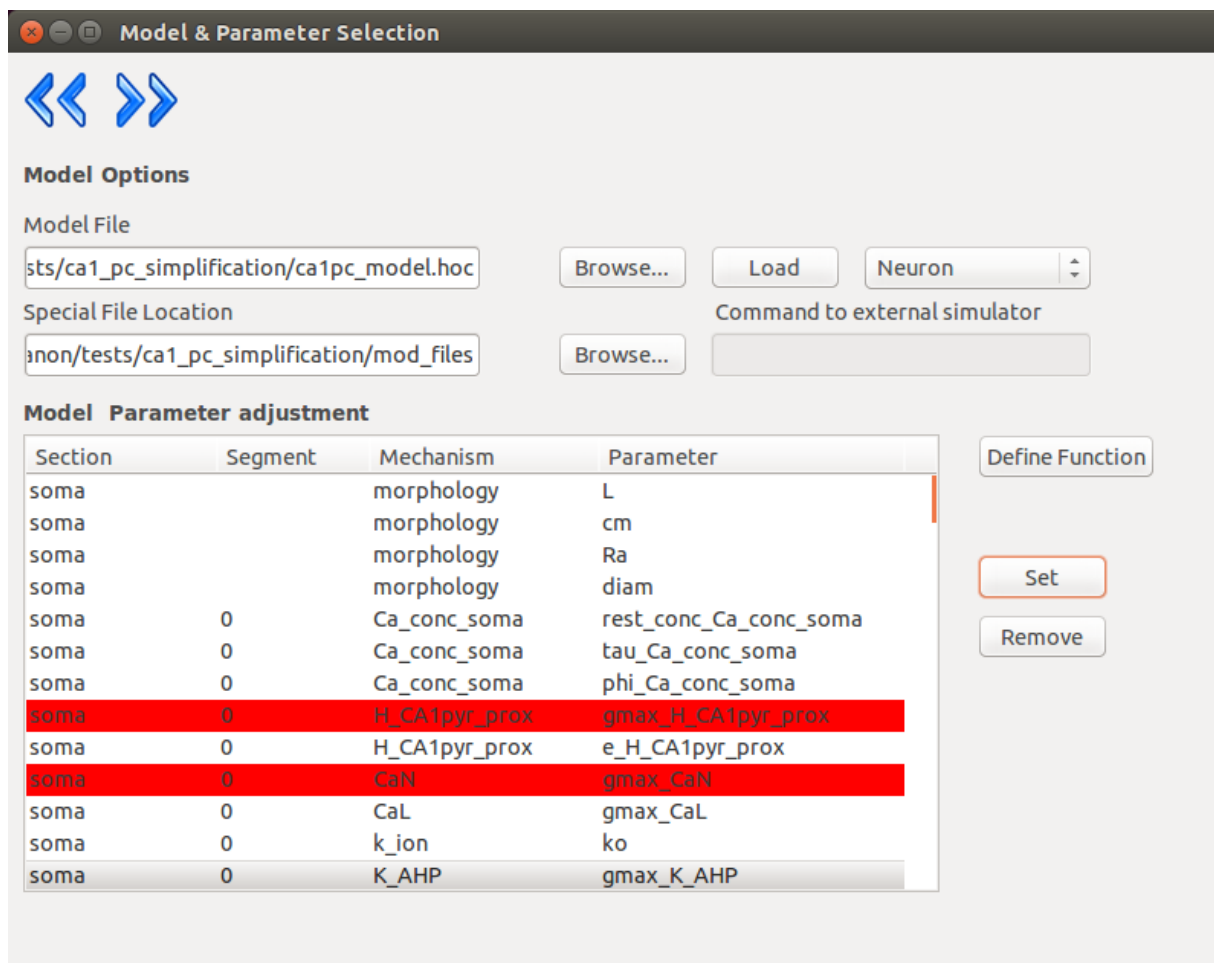 Model & Parameter Selection
Model Options
Model File
sts/ca1_pc_simplification/ca1pc_model.hoc Browse... Load Neuron
Special File Location Command to external simulator
anon/tests/ca1_pc_simplification/mod_files Browse...
Model Parameter adjustment
Section Segment Mechanism Parameter Define Function
soma morphology L
soma morphology cm
soma morphology Ra
soma morphology diam
Set
soma 0 Ca_conc_soma rest_conc_Ca_conc_soma
soma 0 Ca_conc_soma tau_Ca_conc_soma
Remove
soma 0 Ca_conc_soma phi_Ca_conc_soma
soma 0 H_CA1pyr_prox gmax_H_CA1pyr_prox
soma 0 H_CA1pyr_prox e_H_CA1pyr_prox
soma 0 CaN gmax_CaN
soma 0 CaL gmax_CaL
soma 0 k_ion ko
soma 0 K_AHP gmax_K_AHP